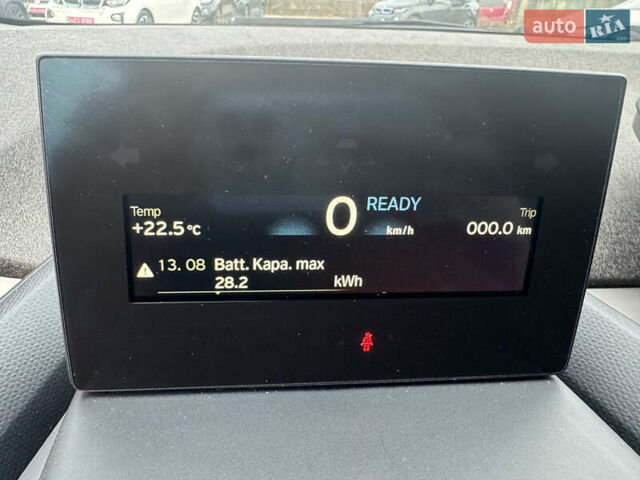 auto RIA
.com
READY
0
km/h
Temp
+22.5 °C
Trip
000.0 km
13. 08 Batt. Kapa. max
28.2 kWh